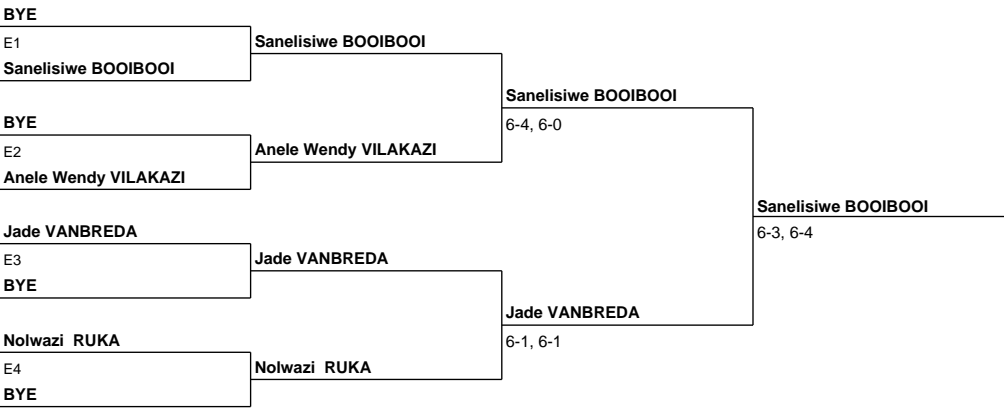 BYE
E1
Sanelisiwe BOOIBOOI
BYE
E2
Anele Wendy VILAKAZI
Jade VANBREDA
E3
BYE
Nolwazi  RUKA
E4
BYE
Sanelisiwe BOOIBOOI
Anele Wendy VILAKAZI
Jade VANBREDA
Nolwazi  RUKA
Sanelisiwe BOOIBOOI
6-4, 6-0
Jade VANBREDA
6-1, 6-1
Sanelisiwe BOOIBOOI
6-3, 6-4